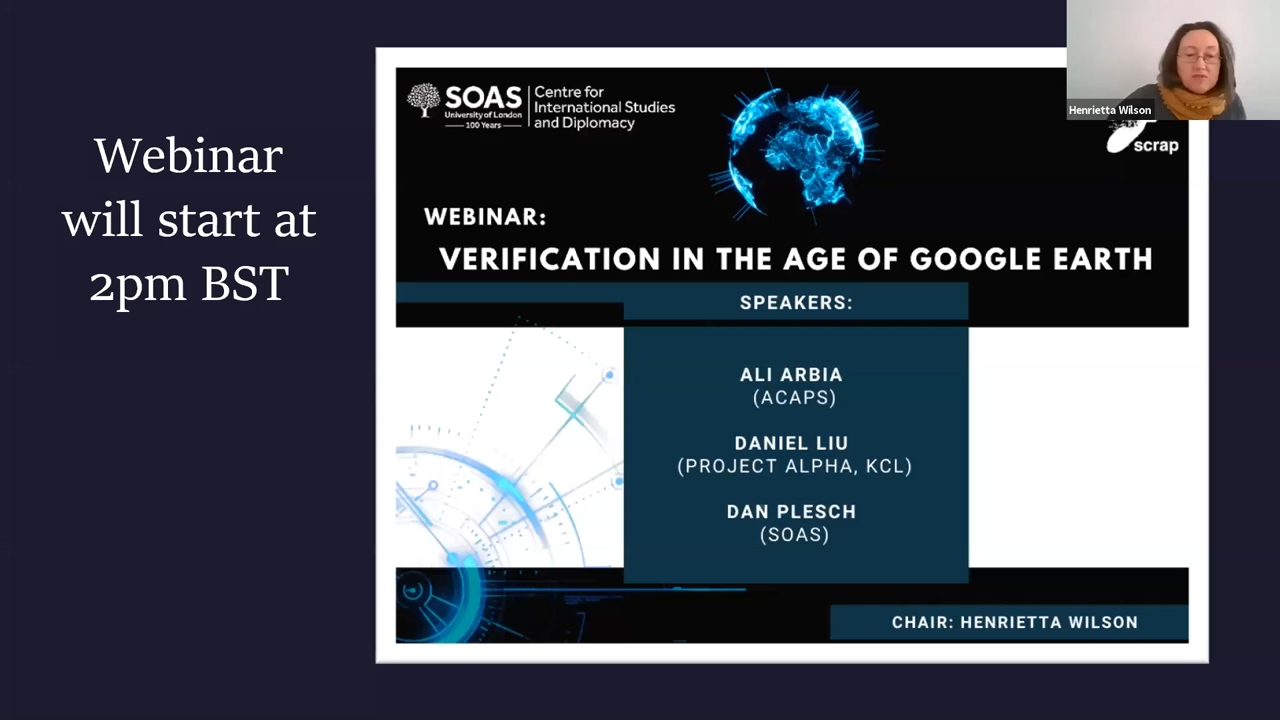 Webinar
will start at
2pm BST
SOAS
University of London
100 Years
Centre for
International Studies
and Diplomacy
Henrietta Wilson
scrap
WEBINAR:
VERIFICATION IN THE AGE OF GOOGLE EARTH
SPEAKERS:
ALI ARBIA
(ACAPS)
DANIEL LIU
(PROJECT ALPHA, KCL)
DAN PLESCH
(SOAS)
CHAIR: HENRIETTA WILSON